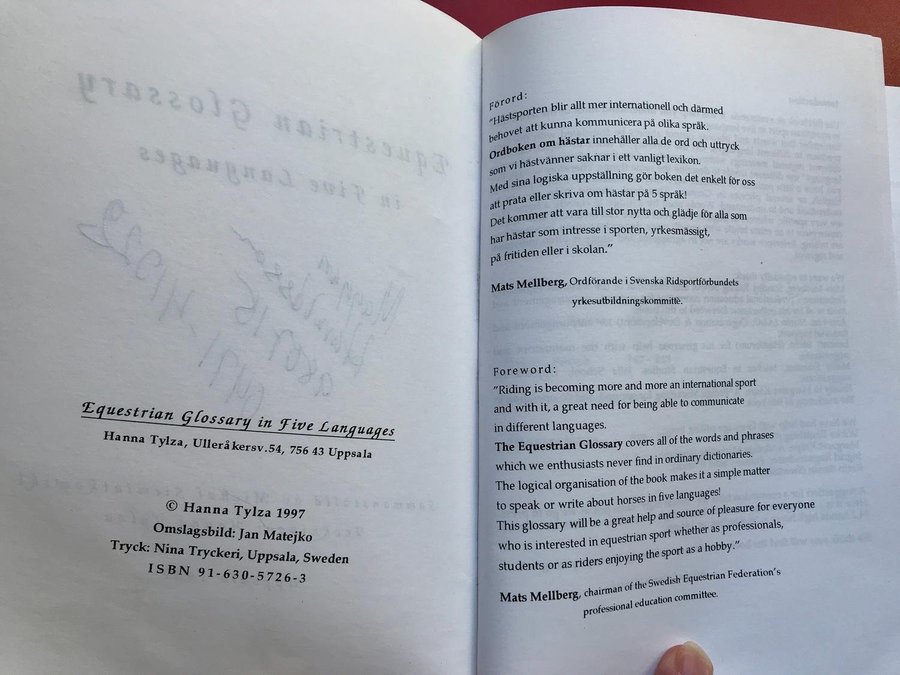 Equestrian Glossary
in Five Languages
Equestrian Glossary in Five Languages
Hanna Tylza, Ulleråkersv.54, 756 43 Uppsala
© Hanna Tylza 1997
Omslagsbild: Jan Matejko
Tryck: Nina Tryckeri, Uppsala, Sweden
ISBN 91-630-5726-3
Förord:
"Hästsporten blir allt mer internationell och därmed
behovet att kunna kommunicera på olika språk.
Ordboken om hästar innehåller alla de ord och uttryck
som vi hästvänner saknar i ett vanligt lexikon.
Med sina logiska uppställning gör boken det enkelt för oss
att prata eller skriva om hästar på 5 språk!
Det kommer att vara till stor nytta och glädje för alla som
har hästar som intresse i sporten, yrkesmässigt,
på fritiden eller i skolan."
Mats Mellberg, Ordförande i Svenska Ridsportförbundets
yrkesutbildningskommitté.
Foreword:
"Riding is becoming more and more an international sport
and with it, a great need for being able to communicate
in different languages.
The Equestrian Glossary covers all of the words and phrases
which we enthusiasts never find in ordinary dictionaries.
The logical organisation of the book makes it a simple matter
to speak or write about horses in five languages!
This glossary will be a great help and source of pleasure for everyone
who is interested in equestrian sport whether as professionals,
students or as riders enjoying the sport as a hobby."
Mats Mellberg, chairman of the Swedish Equestrian Federation's
professional education committee.